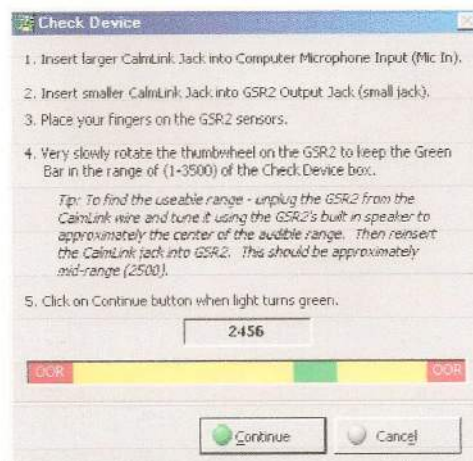 Check Device
1. Insert larger CalmLink Jack into Computer Microphone Input (Mic In).
2. Insert smaller CalmLink Jack into GSR2 Output Jack (small jack).
3. Place your fingers on the GSR2 sensors.
4. Very slowly rotate the thumbwheel on the GSR2 to keep the Green
Bar in the range of (1-3500) of the Check Device box.
Tip: To find the useable range - unplug the GSR2 from the
CalmLink wire and tune it using the GSR2's built in speaker to
approximately the center of the audible range. Then reinsert
the CalmLink jack into GSR2. This should be approximately
mid-range (2500).
5. Click on Continue button when light turns green.
2456
OOR OOR
Continue Cancel